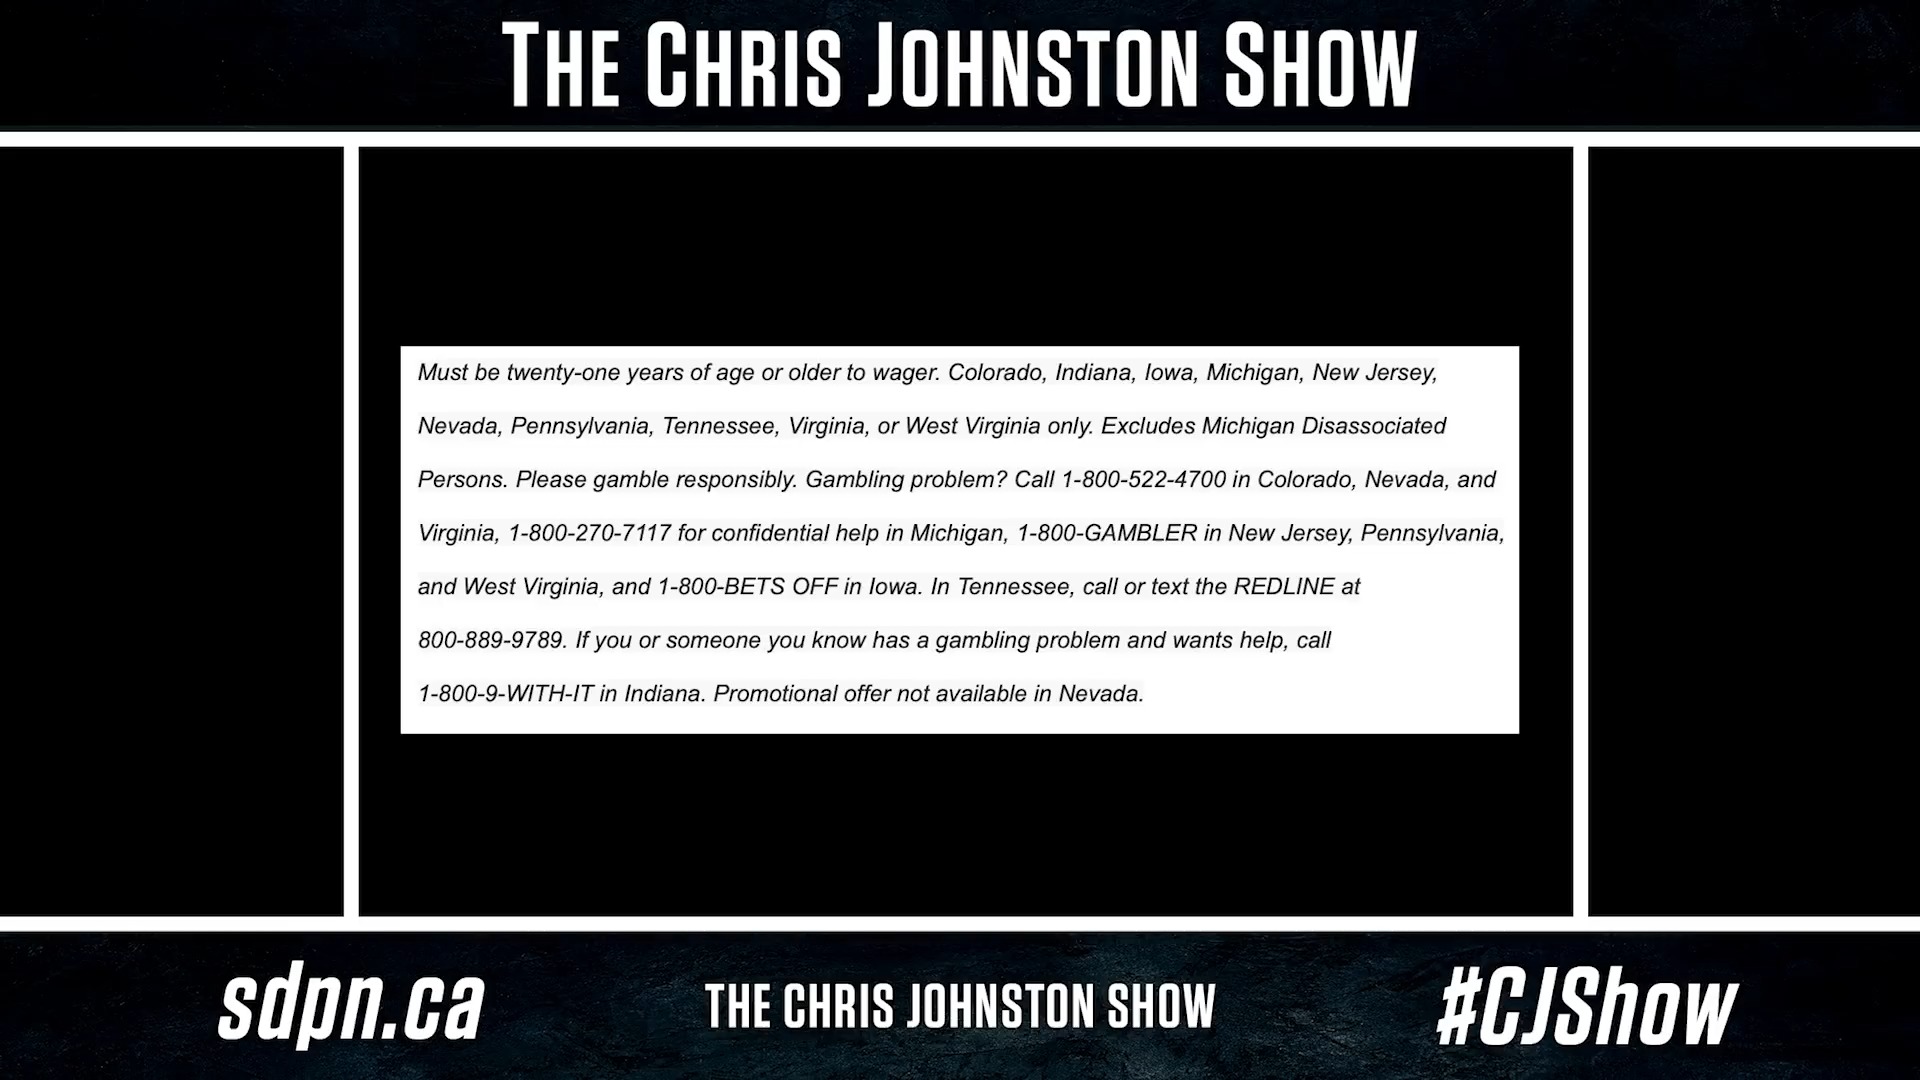 THE CHRIS JOHNSTON SHOW
Must be twenty-one years of age or older to wager. Colorado, Indiana, Iowa, Michigan, New Jersey,
Nevada, Pennsylvania, Tennessee, Virginia, or West Virginia only. Excludes Michigan Disassociated
Persons. Please gamble responsibly. Gambling problem? Call 1-800-522-4700 in Colorado, Nevada, and
Virginia, 1-800-270-7117 for confidential help in Michigan, 1-800-GAMBLER in New Jersey, Pennsylvania,
and West Virginia, and 1-800-BETS OFF in Iowa. In Tennessee, call or text the REDLINE at
800-889-9789. If you or someone you know has a gambling problem and wants help, call
1-800-9-WITH-IT in Indiana. Promotional offer not available in Nevada.
sdpn.ca
THE CHRIS JOHNSTON SHOW
#CJShow